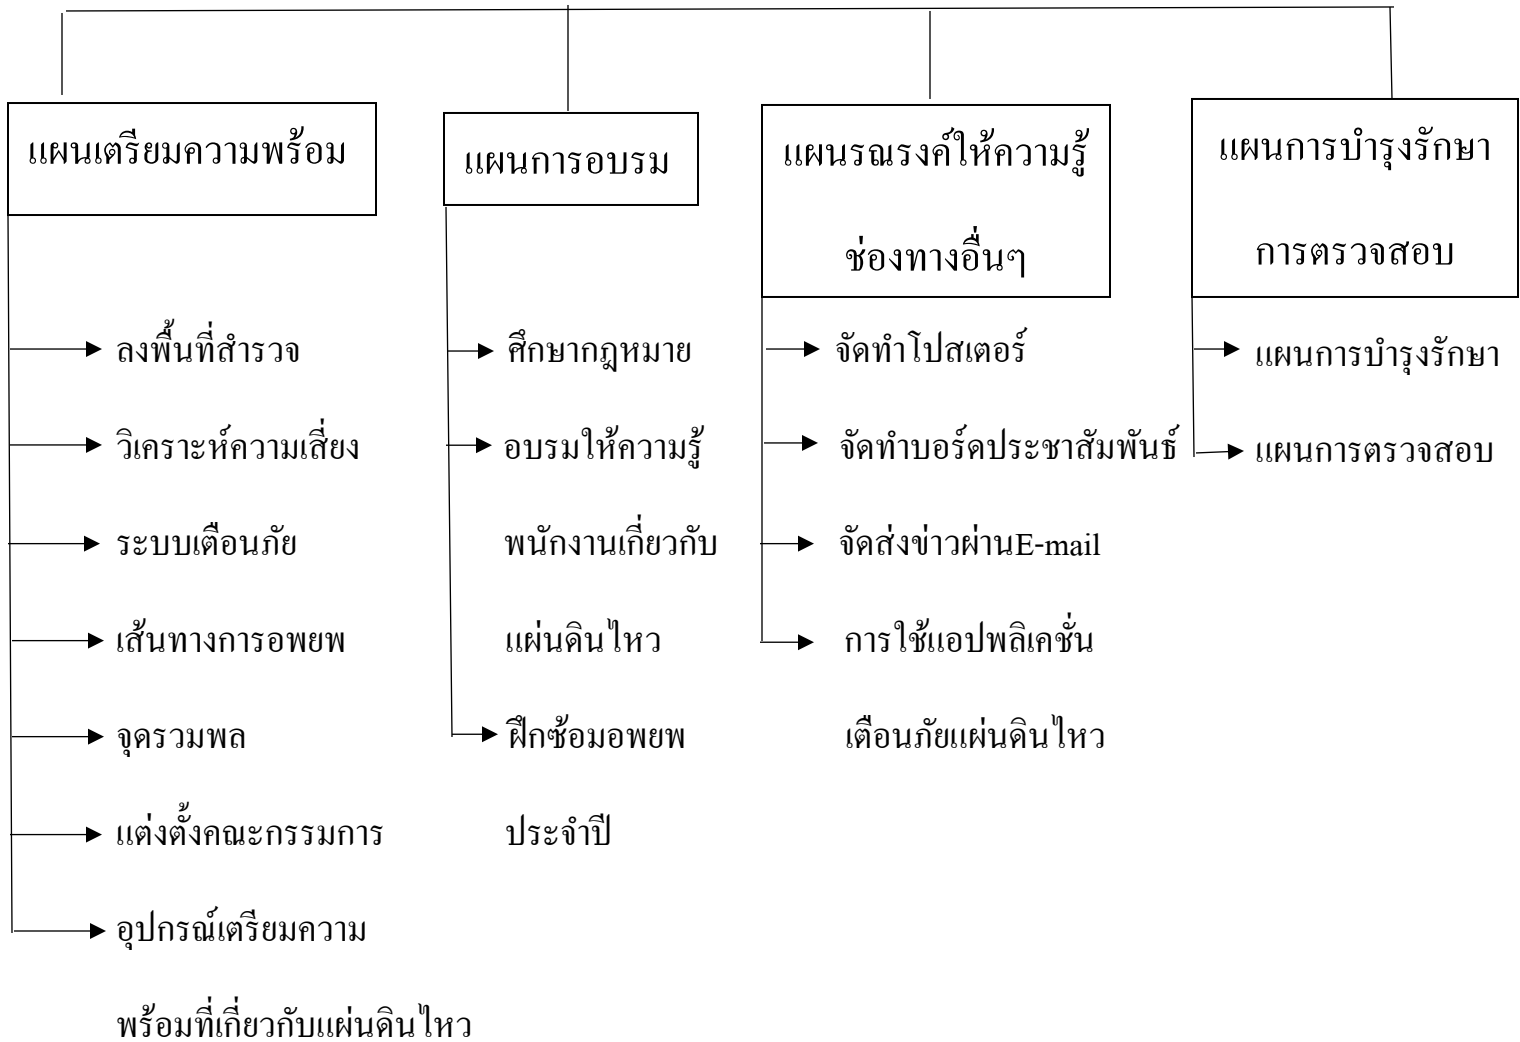 แผนเตรียมความพร้อม
ลงพื้นที่สำรวจ
วิเคราะห์ความเสี่ยง
ระบบเตือนภัย
เส้นทางการอพยพ
จุดรวมพล
แต่งตั้งคณะกรรมการ
อุปกรณ์เตรียมความ
พร้อมที่เกี่ยวกับแผ่นดินไหว
แผนการอบรม
ศึกษากฎหมาย
อบรมให้ความรู้
พนักงานเกี่ยวกับ
แผ่นดินไหว
ฝึกซ้อมอพยพ
ประจำปี
แผนรณรงค์ให้ความรู้
ช่องทางอื่นๆ
จัดทำโปสเตอร์
จัดทำบอร์ดประชาสัมพันธ์
จัดส่งข่าวผ่านE-mail
การใช้แอปพลิเคชั่น
เตือนภัยแผ่นดินไหว
แผนการบำรุงรักษา
การตรวจสอบ
แผนการบำรุงรักษา
แผนการตรวจสอบ